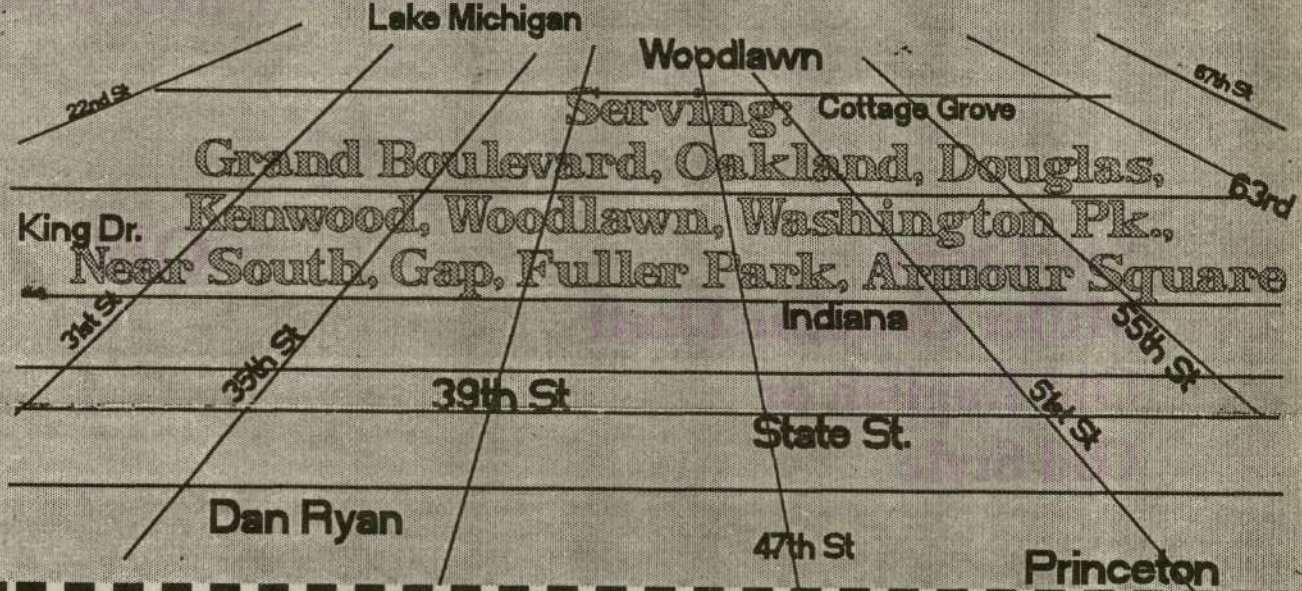 Lake Michigan
Woodlawn
22nd St
67th St
Serving:
Cottage Grove
Grand Boulevard, Oakland, Douglas,
63rd
King Dr.
Kenwood, Woodlawn, Washington Pk.,
Near South, Gap, Fuller Park, Armour Square
31st St
Indiana
55th St
35th St
39th St
51st St
State St.
Dan Ryan
47th St
Princeton